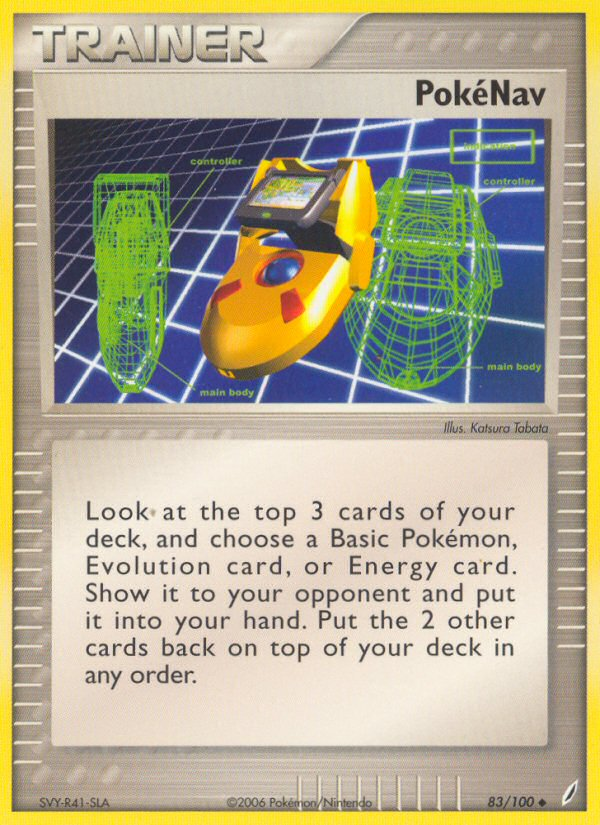 TRAINER
PokéNav
controller
indication
controller
main body
main body
Illus. Katsura Tabata
Look at the top 3 cards of your
deck, and choose a Basic Pokémon,
Evolution card, or Energy card.
Show it to your opponent and put
it into your hand. Put the 2 other
cards back on top of your deck in
any order.
SVY-R41-SLA
©2006 Pokémon/Nintendo
83/100